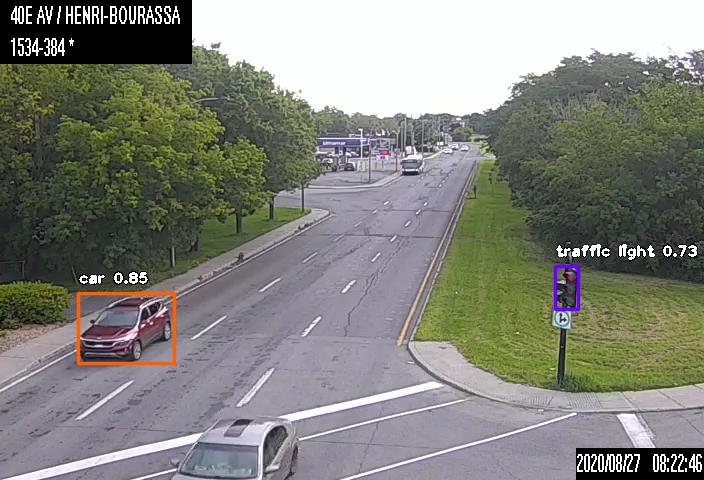 40E AV / HENRI-BOURASSA
1534-384 *
Ultramar
traffic light 0.73
car 0.85
2020/08/27 08:22:46